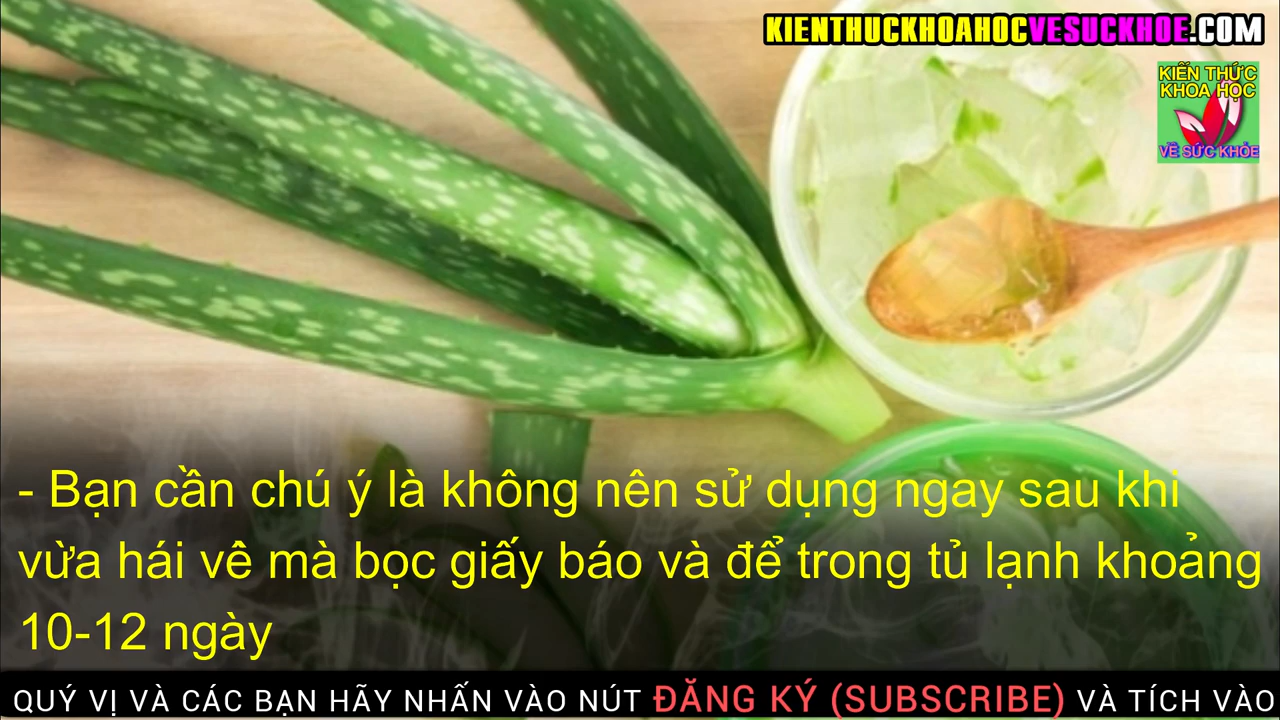 KIENTHUCKHOAHOCVESUCKHOE.COM
KIẾN THỨC
KHOA HỌC
VỀ SỨC KHỎE
- Bạn cần chú ý là không nên sử dụng ngay sau khi
vừa hái về mà bọc giấy báo và để trong tủ lạnh khoảng
10-12 ngày
QUÝ VỊ VÀ CÁC BẠN HÃY NHẤN VÀO NÚT ĐĂNG KÝ (SUBSCRIBE) VÀ TÍCH VÀO